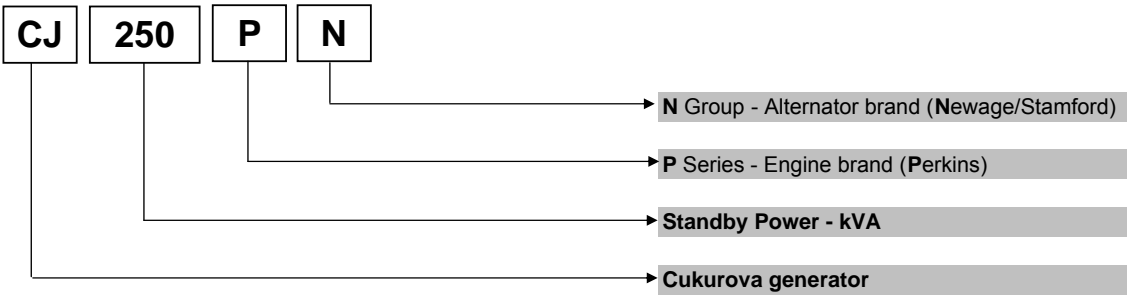 CJ 250 P N
N Group - Alternator brand (Newage/Stamford)
P Series - Engine brand (Perkins)
Standby Power - kVA
Cukurova generator